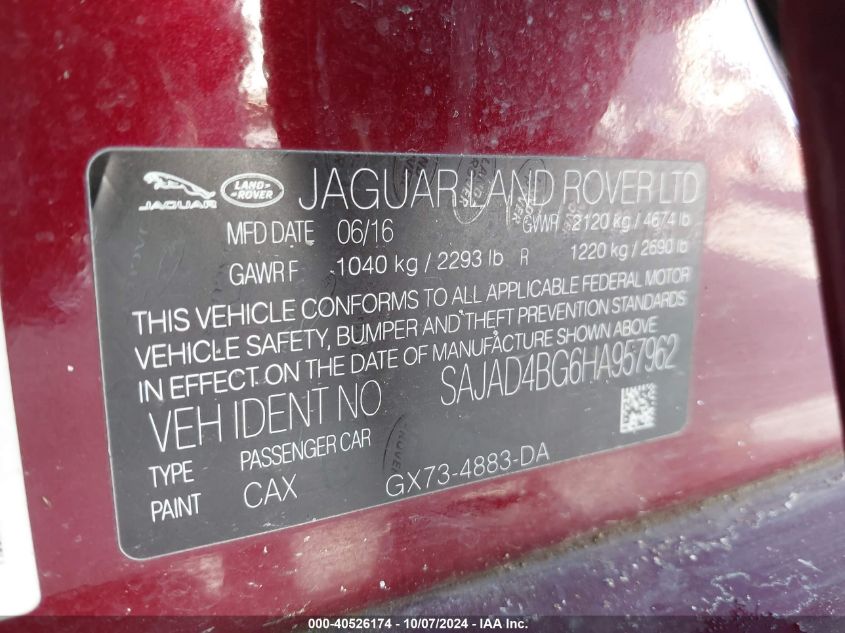 JAGUAR LAND ROVER JAGUAR LAND ROVER LTD
MFD DATE 06/16 GVWR 2120 kg / 4674 lb
GAWR F 1040 kg / 2293 lb R 1220 kg / 2690 lb
THIS VEHICLE CONFORMS TO ALL APPLICABLE FEDERAL MOTOR
VEHICLE SAFETY, BUMPER AND THEFT PREVENTION STANDARDS
IN EFFECT ON THE DATE OF MANUFACTURE SHOWN ABOVE
VEH IDENT NO SAJAD4BG6HA957962
TYPE PASSENGER CAR
PAINT CAX GX73-4883-DA
000-40526174 - 10/07/2024 - IAAI.com